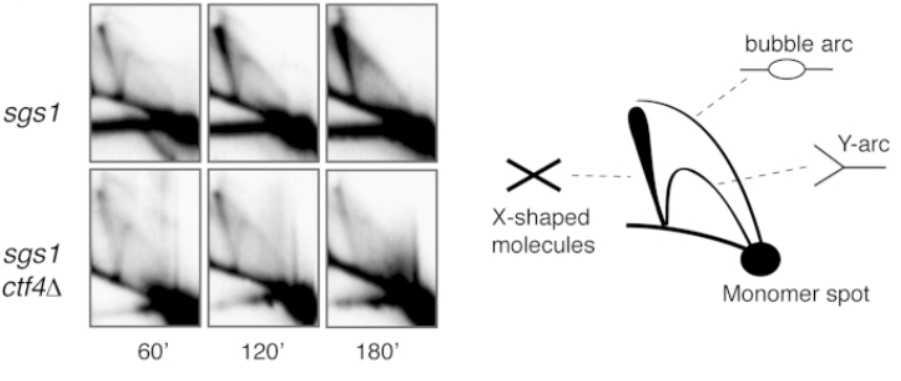 sgs1
sgs1
ctf4Δ
60’
120’
180’
bubble arc
Y-arc
X-shaped
molecules
Monomer spot